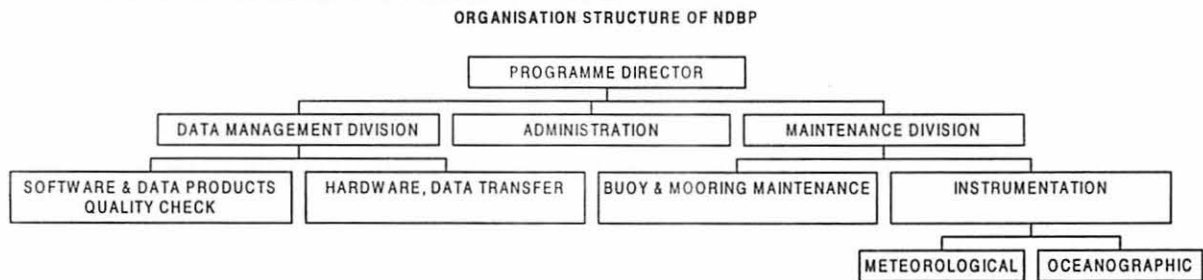 ORGANISATION STRUCTURE OF NDBP
PROGRAMME DIRECTOR
DATA MANAGEMENT DIVISION
ADMINISTRATION
MAINTENANCE DIVISION
SOFTWARE & DATA PRODUCTS
QUALITY CHECK
HARDWARE, DATA TRANSFER
BUOY & MOORING MAINTENANCE
INSTRUMENTATION
METEOROLOGICAL
OCEANOGRAPHIC